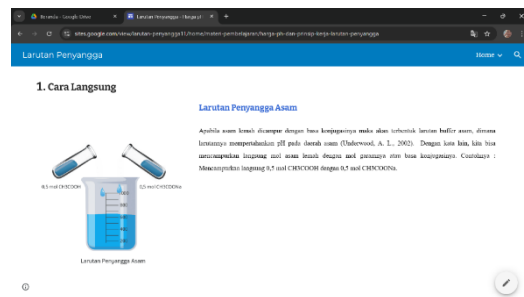 Beranda - Google Drive
Larutan Penyangga - Harga pH
sites.google.com/view/larutan-penyangga11/home/materi-pembelajaran/harga-ph-dan-prinsip-kerja-larutan-penyangga
Larutan Penyangga
Home
1. Cara Langsung
Larutan Penyangga Asam
Apabila asam lemah dicampur dengan basa konjugasinya maka akan terbentuk larutan buffer asam, dimana
larutannya mempertahankan pH pada daerah asam (Underwood, A. L., 2002). Dengan kata lain, kita bisa
mencampurkan langsung mol asam lemah dengan mol garamnya atau basa konjugasinya. Contohnya :
Mencampurkan langsung 0,5 mol CH3COOH dengan 0,5 mol CH3COONa.
0,5 mol CH3COOH
0,5 mol CH3COONa
Larutan Penyangga Asam